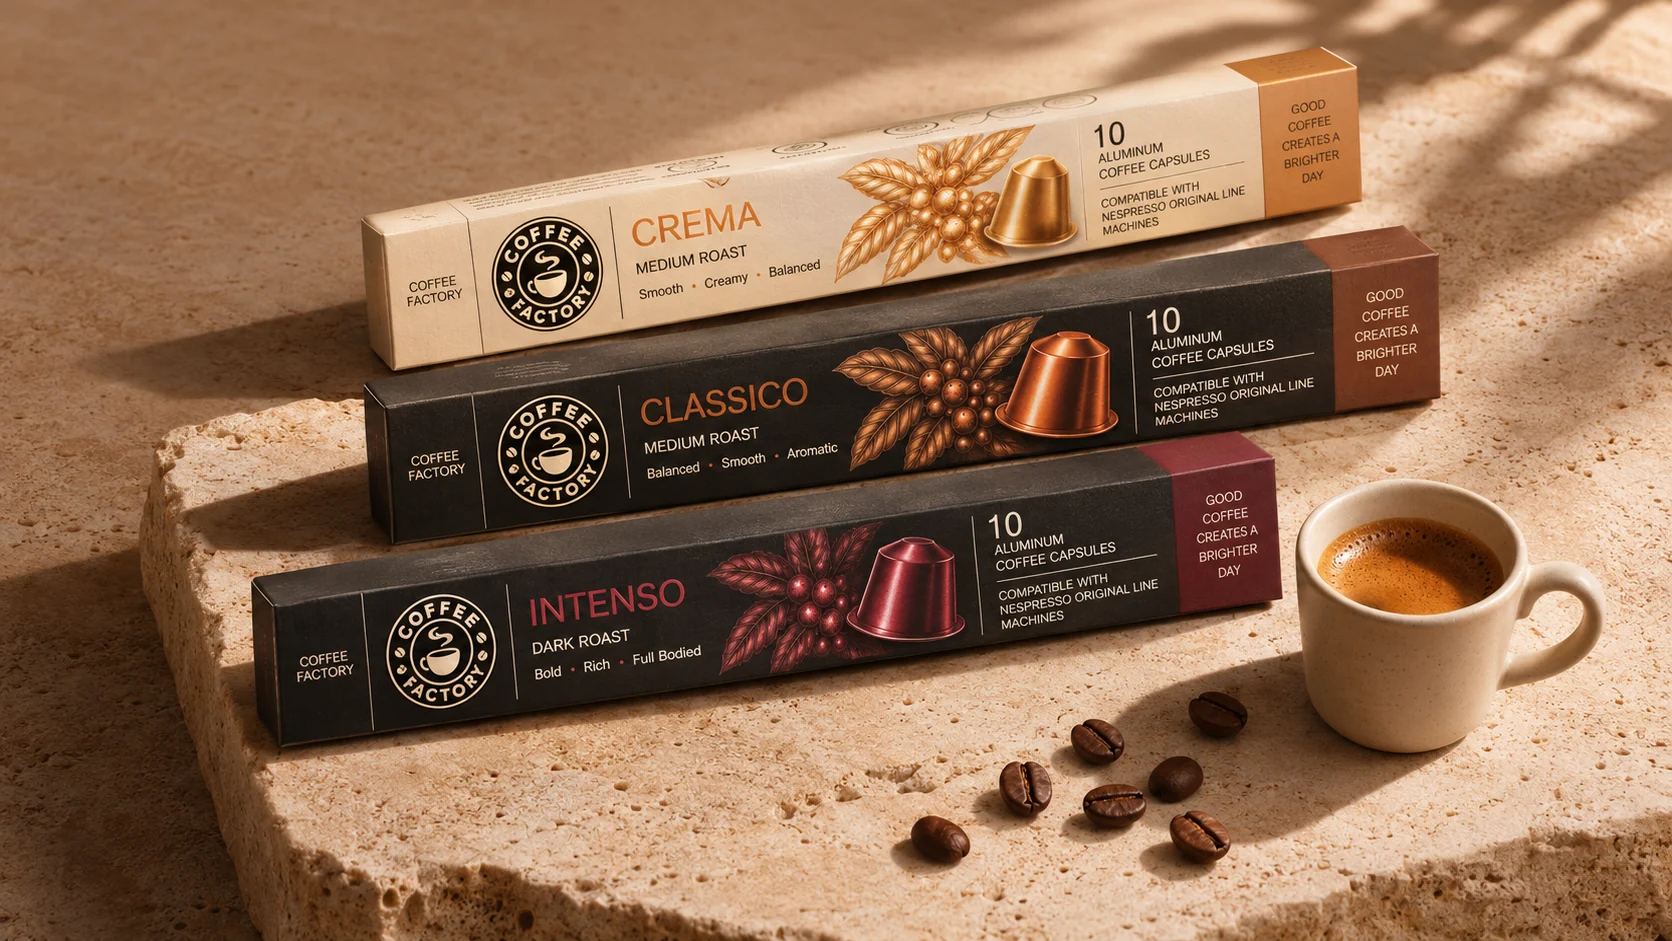 COFFEE
FACTORY
COFFEE
FACTORY
CREMA
MEDIUM ROAST
Smooth • Creamy • Balanced
10
ALUMINUM
COFFEE CAPSULES
COMPATIBLE WITH
NESPRESSO ORIGINAL LINE
MACHINES
GOOD
COFFEE
CREATES A
BRIGHTER
DAY
COFFEE
FACTORY
COFFEE
FACTORY
CLASSICO
MEDIUM ROAST
Balanced • Smooth • Aromatic
10
ALUMINUM
COFFEE CAPSULES
COMPATIBLE WITH
NESPRESSO ORIGINAL LINE
MACHINES
GOOD
COFFEE
CREATES A
BRIGHTER
DAY
COFFEE
FACTORY
COFFEE
FACTORY
INTENSO
DARK ROAST
Bold • Rich • Full Bodied
10
ALUMINUM
COFFEE CAPSULES
COMPATIBLE WITH
NESPRESSO ORIGINAL LINE
MACHINES
GOOD
COFFEE
CREATES A
BRIGHTER
DAY